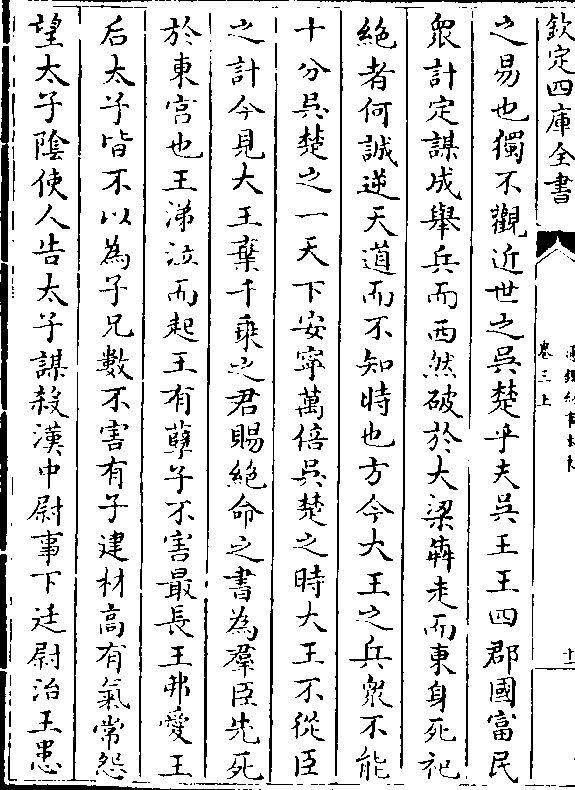 欽定四庫全書
卷三上
之易也獨不觀近世之吳楚乎夫吳王王四郡國富民
衆計定謀成舉兵而西然破於大梁犇走而東身死祀
絶者何誠逆天道而不知時也方今大王之兵衆不能
十分吳楚之一天下安寧萬倍吳楚之時大王不從臣
之計今見大王棄千乘之君賜絶命之書為羣臣先死
於東宮也王涕泣而起王有孽子不害最長王弗愛王
后太子皆不以為子兄數不害有子建材高有氣常怨
望太子隂使人告太子謀殺漢中尉事下廷尉治王患